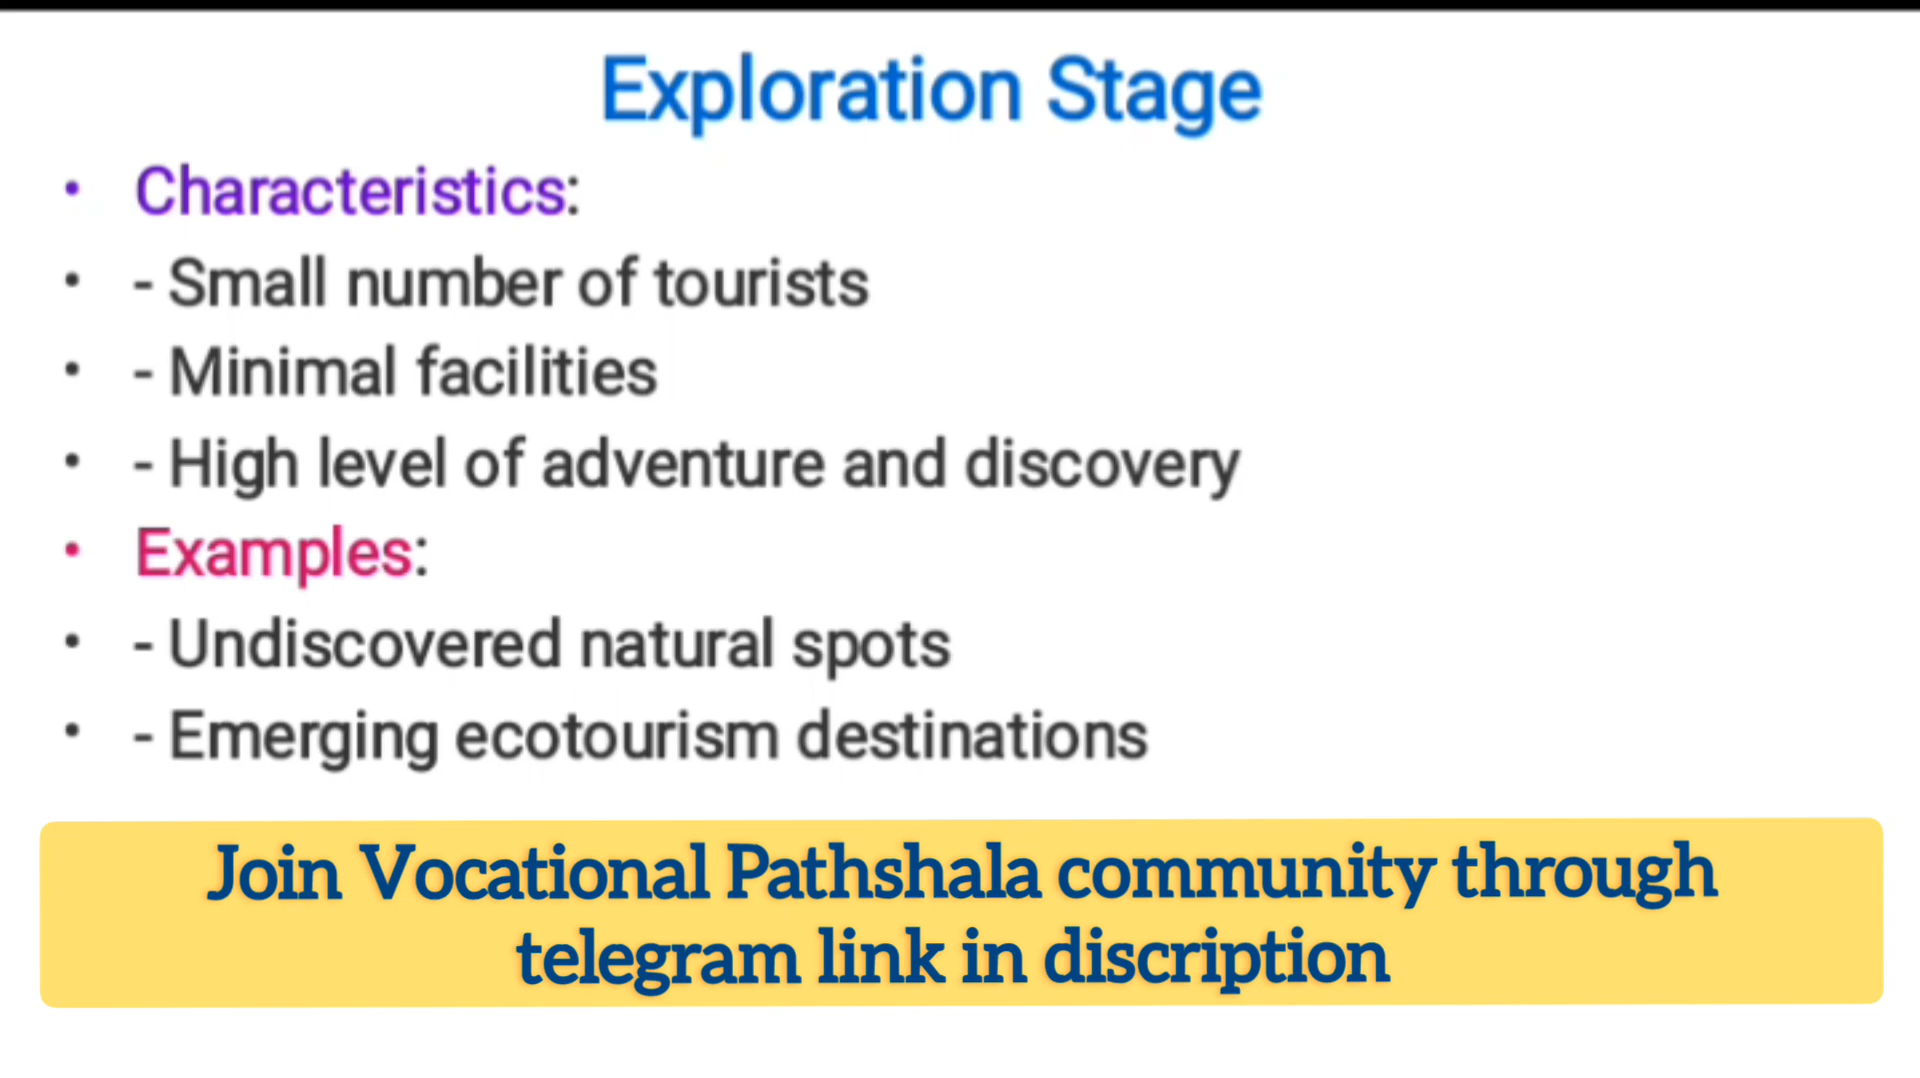 Exploration Stage
• Characteristics:
• - Small number of tourists
• - Minimal facilities
• - High level of adventure and discovery
• Examples:
• - Undiscovered natural spots
• - Emerging ecotourism destinations
Join Vocational Pathshala community through
telegram link in discription